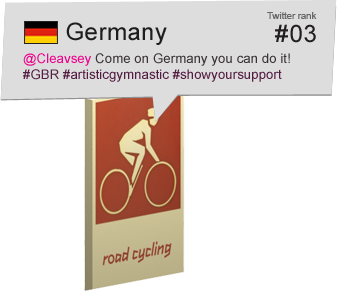 Twitter rank
Germany
#03
@Cleavsey Come on Germany you can do it!
#GBR #artisticgymnastic #showyoursupport
road cycling